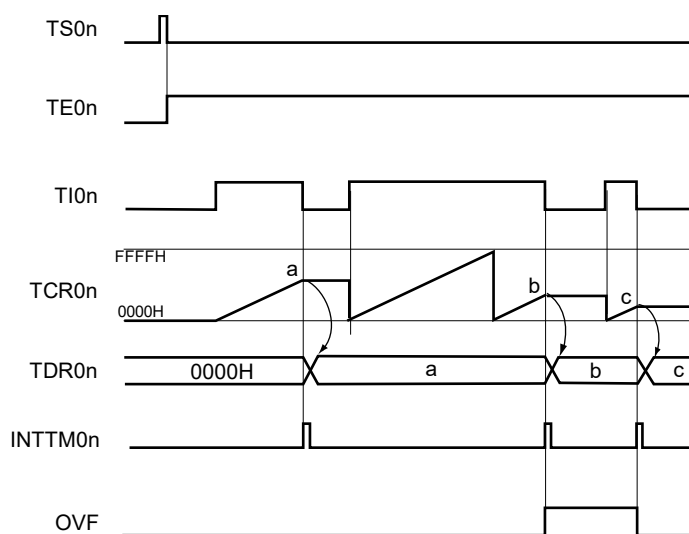 TS0n
TE0n
TI0n
FFFFH
a
b
c
TCR0n
0000H
TDR0n
0000H
a
b
c
INTTM0n
OVF